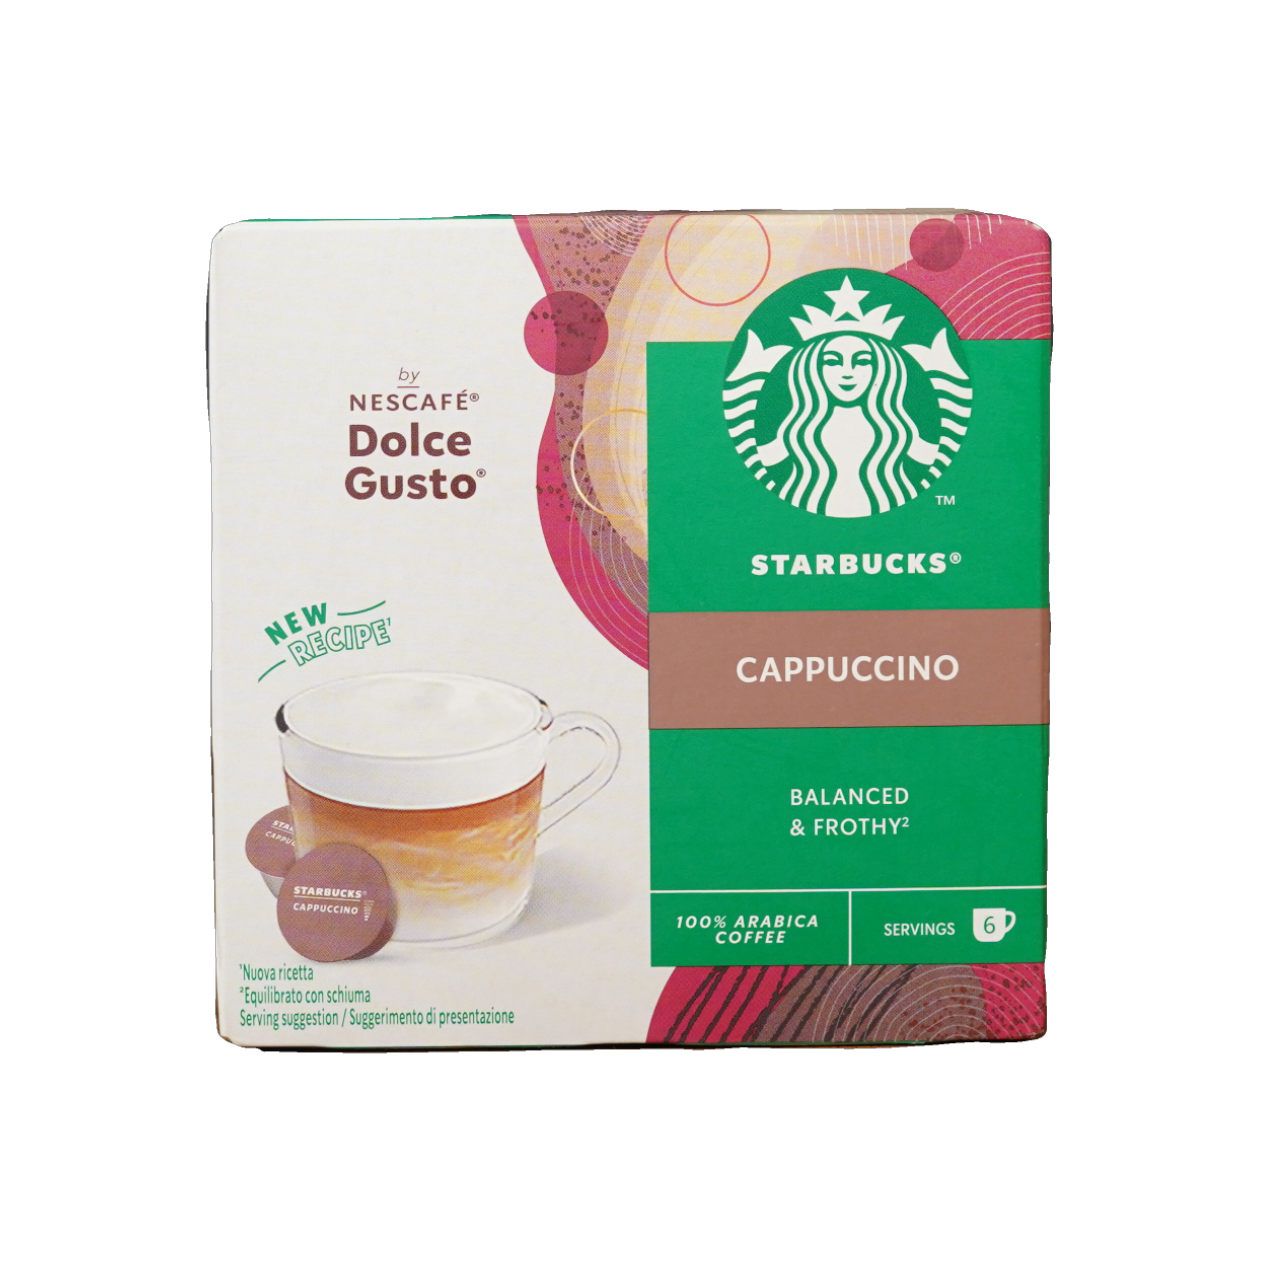 by
NESCAFÉ®
Dolce
Gusto®
NEW
RECIPE¹
STARBUCKS®
CAPPUCCINO
¹Nuova ricetta
²Equilibrato con schiuma
Serving suggestion / Suggerimento di presentazione
TM
STARBUCKS®
CAPPUCCINO
BALANCED
& FROTHY²
100% ARABICA
COFFEE
SERVINGS 6